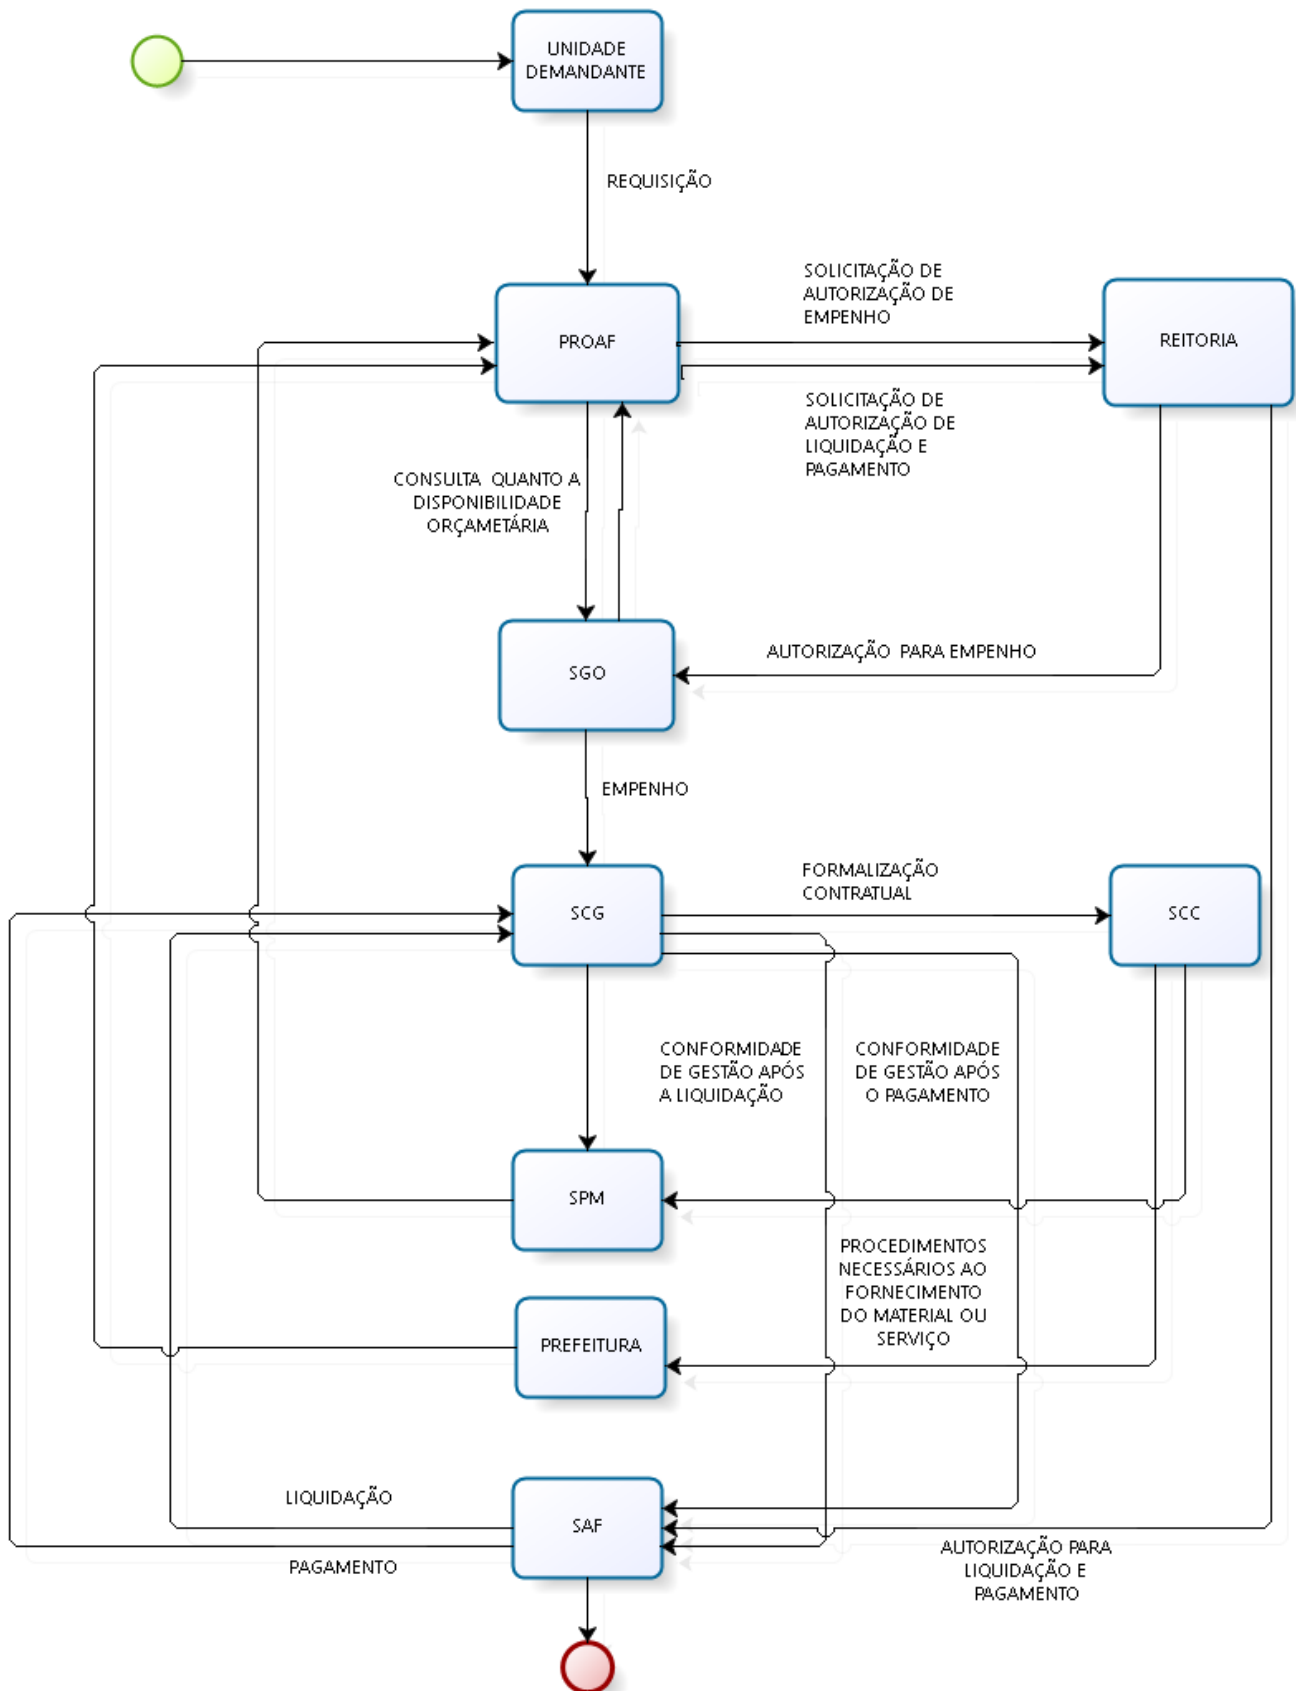 UNIDADE
DEMANDANTE
REQUISIÇÃO
SOLICITAÇÃO DE
AUTORIZAÇÃO DE
EMPENHO
PROAF
REITORIA
SOLICITAÇÃO DE
AUTORIZAÇÃO DE
LIQUIDAÇÃO E
PAGAMENTO
CONSULTA QUANTO A
DISPONIBILIDADE
ORÇAMETÁRIA
AUTORIZAÇÃO PARA EMPENHO
SGO
EMPENHO
FORMALIZAÇÃO
CONTRATUAL
SCG
SCC
CONFORMIDADE
DE GESTÃO APÓS
A LIQUIDAÇÃO
CONFORMIDADE
DE GESTÃO APÓS
O PAGAMENTO
SPM
PROCEDIMENTOS
NECESSÁRIOS AO
FORNECIMENTO
DO MATERIAL OU
SERVIÇO
PREFEITURA
LIQUIDAÇÃO
SAF
PAGAMENTO
AUTORIZAÇÃO PARA
LIQUIDAÇÃO E
PAGAMENTO